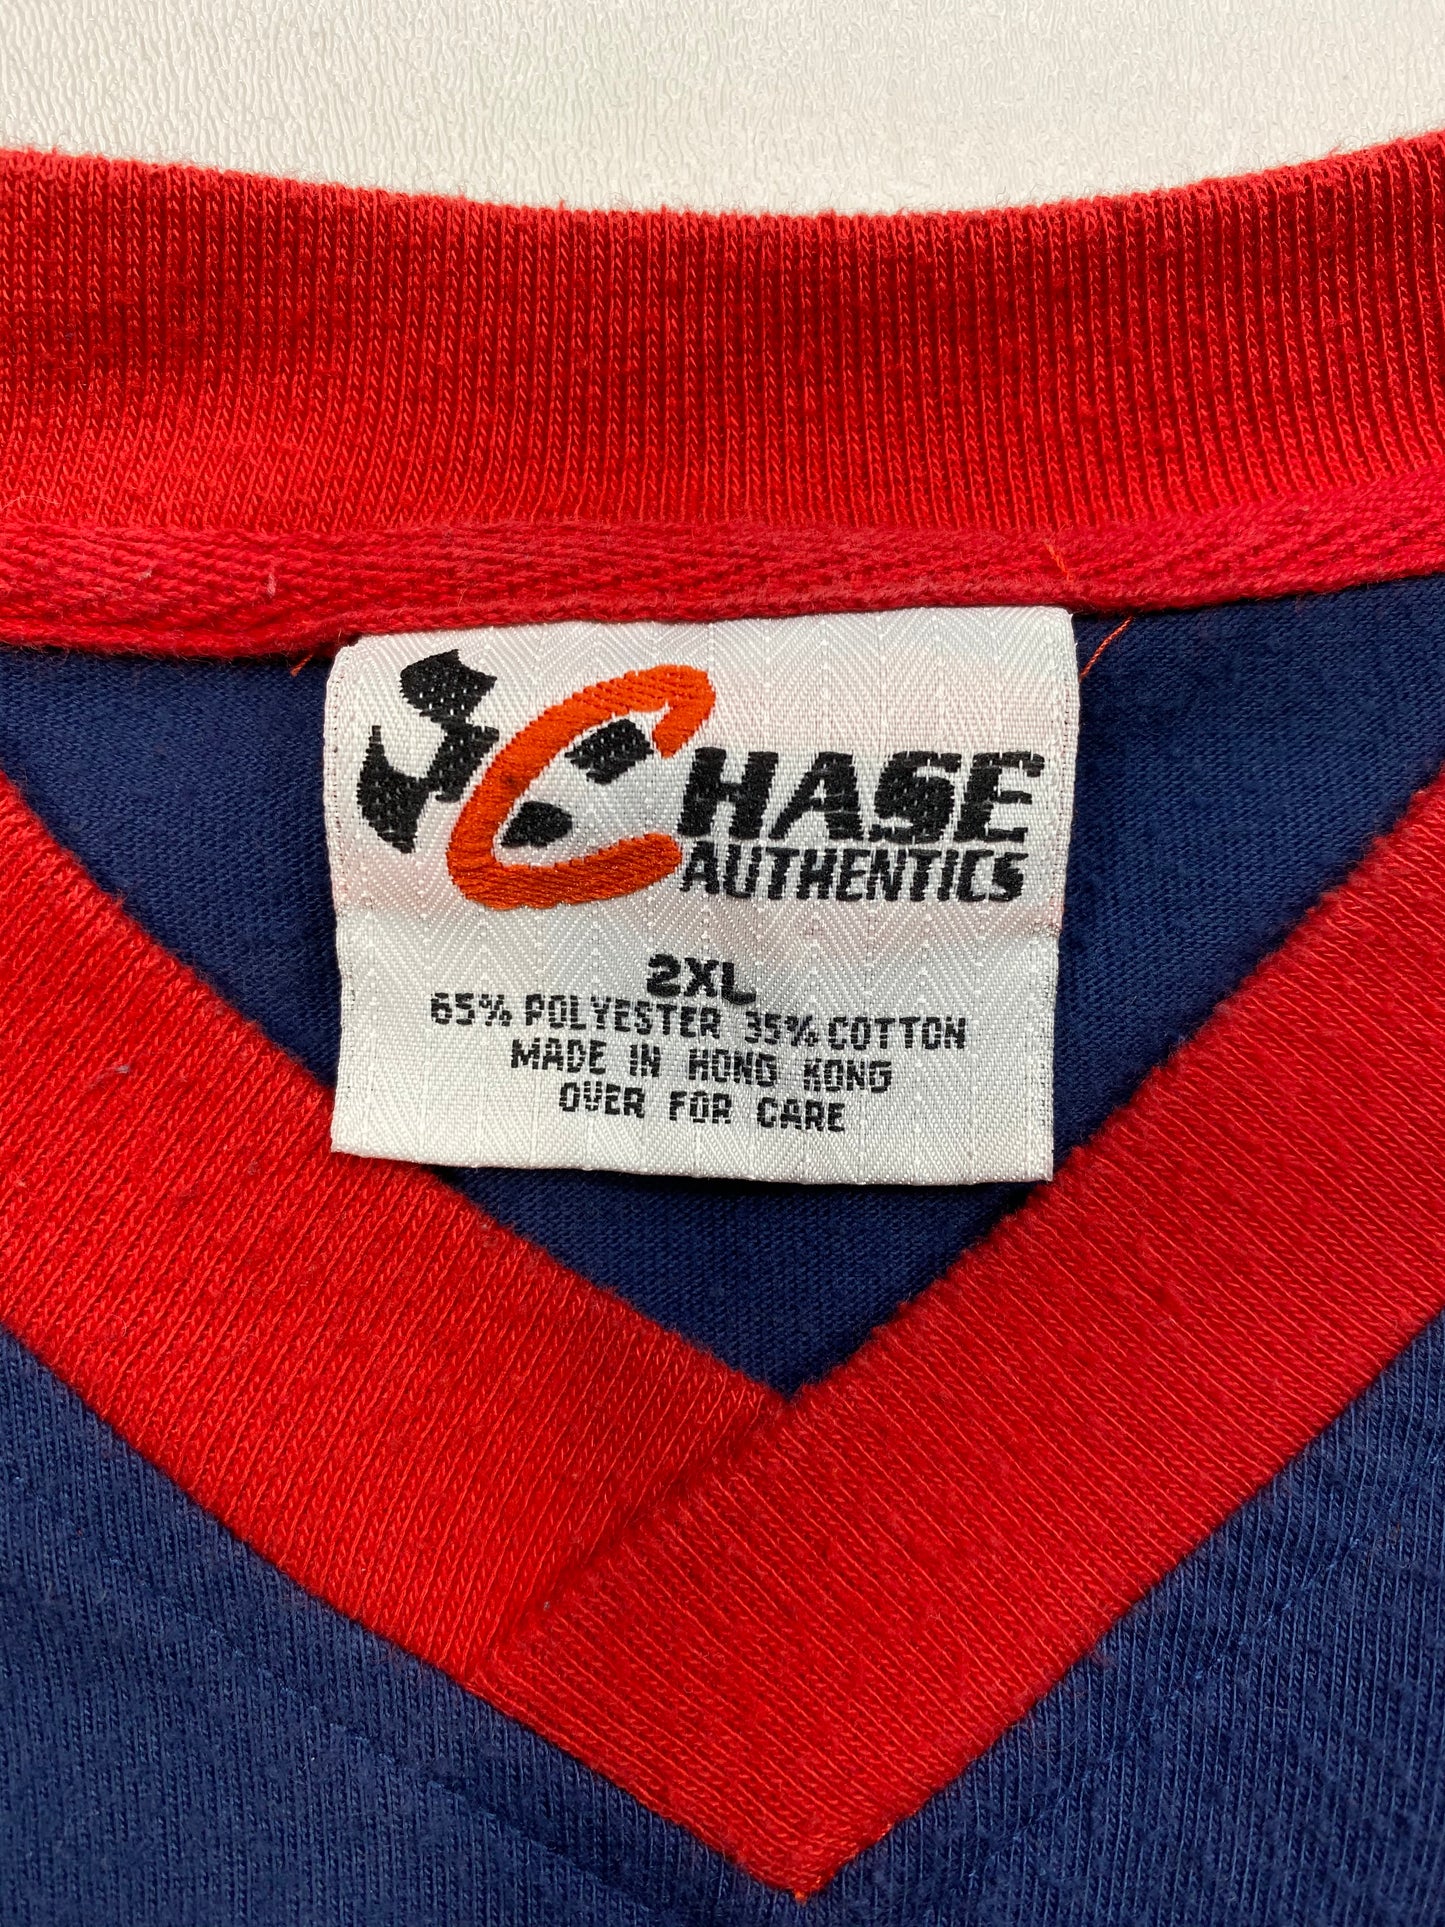 CHASE
AUTHENTICS
2XL
65% POLYESTER 35% COTTON
MADE IN HONG KONG
OVER FOR CARE